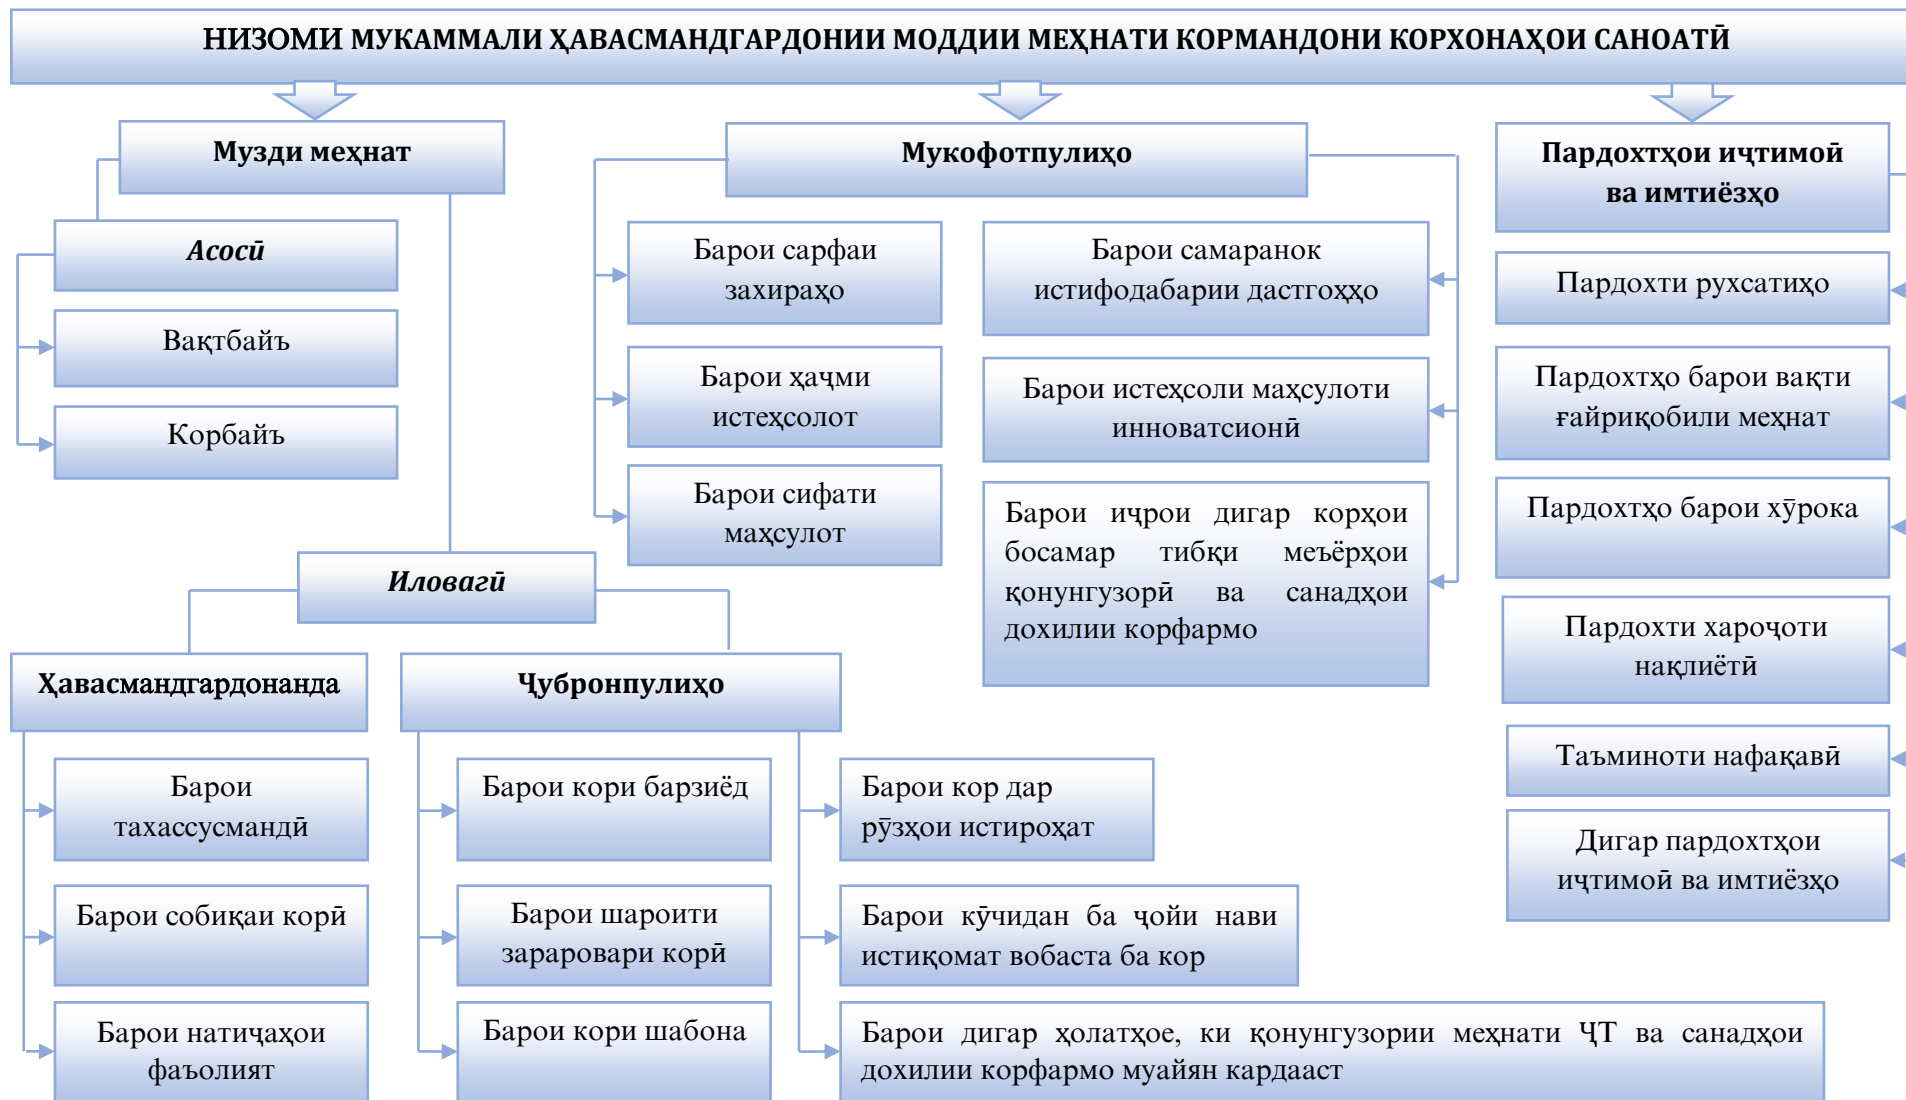 НИЗОМИ МУКАММАЛИ ҲАВАСМАНДГАРДОНИИ МОДДИИ МЕҲНАТИ КОРМАНДОНИ КОРХОНАҲОИ САНОАТӢ
Музди меҳнат
Асосӣ
Вақтбайъ
Корбайъ
Иловагӣ
Ҳавасмандгардонанда
Барои
тахассусмандӣ
Барои собиқаи корӣ
Барои натиҷаҳои
фаъолият
Ҷубронпулиҳо
Барои кори барзиёд
Барои шароити
зараровари корӣ
Барои кори шабона
Барои кор дар
рӯзҳои истироҳат
Барои кӯчидан ба ҷойи нави
истиқомат вобаста ба кор
Барои дигар ҳолатҳое, ки қонунгузории меҳнати ҶТ ва санадҳои
дохилии корфармо муайян кардааст
Мукофотпулиҳо
Барои сарфаи
захираҳо
Барои ҳаҷми
истеҳсолот
Барои сифати
маҳсулот
Барои самаранок
истифодабарии дастгоҳҳо
Барои истеҳсоли маҳсулоти
инноватсионӣ
Барои иҷрои дигар корҳои
босамар тибқи меъёрҳои
қонунгузорӣ ва санадҳои
дохилии корфармо
Пардохтҳои иҷтимоӣ
ва имтиёзҳо
Пардохти рухсатиҳо
Пардохтҳо барои вақти
ғайриқобили меҳнат
Пардохтҳо барои хӯрока
Пардохти хароҷоти
нақлиётӣ
Таъминоти нафақавӣ
Дигар пардохтҳои
иҷтимоӣ ва имтиёзҳо